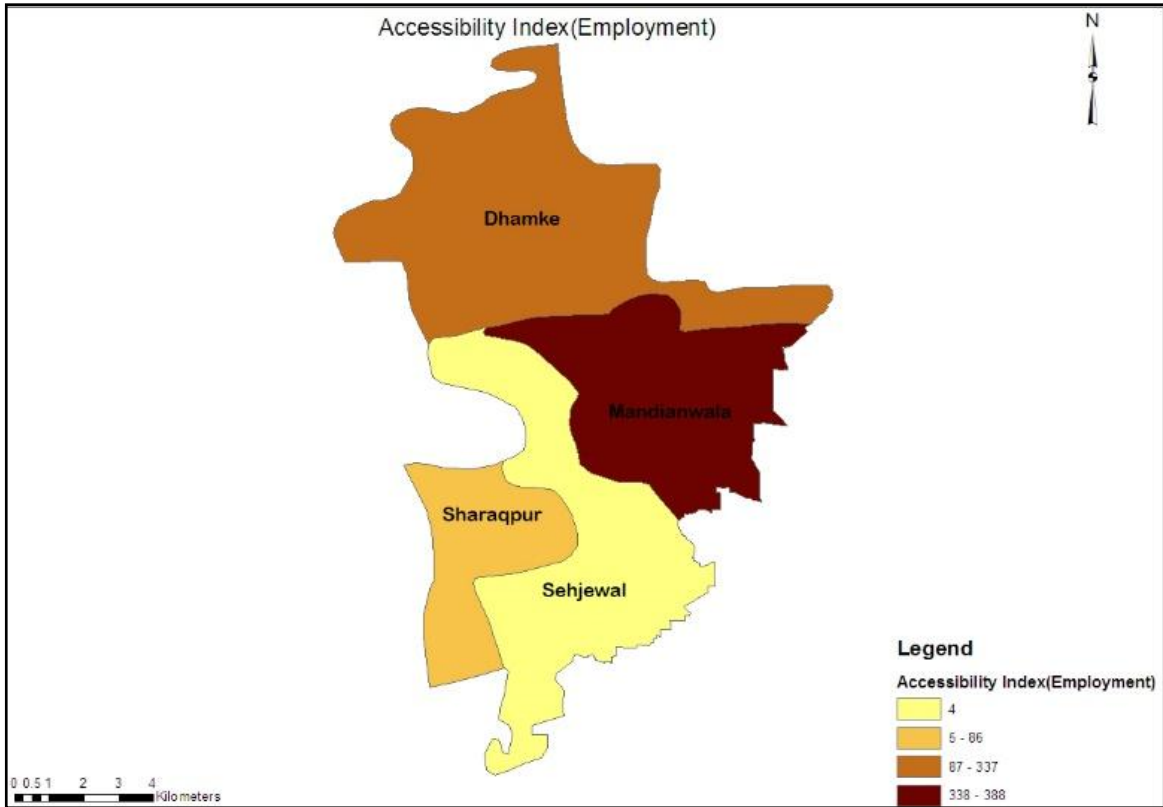 Accessibility Index(Employment)
N
Dhamke
Mandianwala
Sharaqpur
Sehjewal
Legend
Accessibility Index(Employment)
4
5 - 86
87 - 337
338 - 388
0 0.5 1 2 3 4
Kilometers